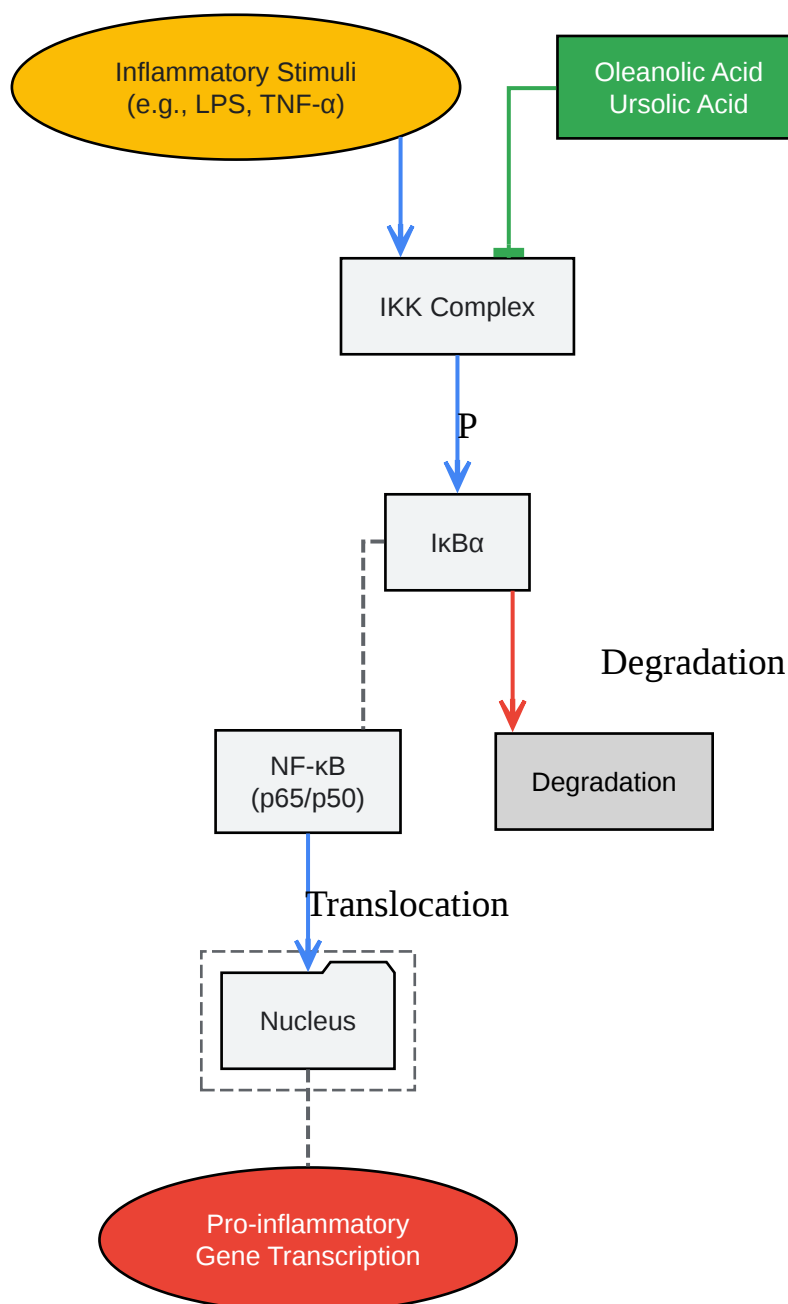 Inflammatory Stimuli
(e.g., LPS, TNF-α)
Oleanolic Acid
Ursolic Acid
IKK Complex
P
IκBα
Degradation
NF-κB
(p65/p50)
Degradation
Translocation
Nucleus
Pro-inflammatory
Gene Transcription